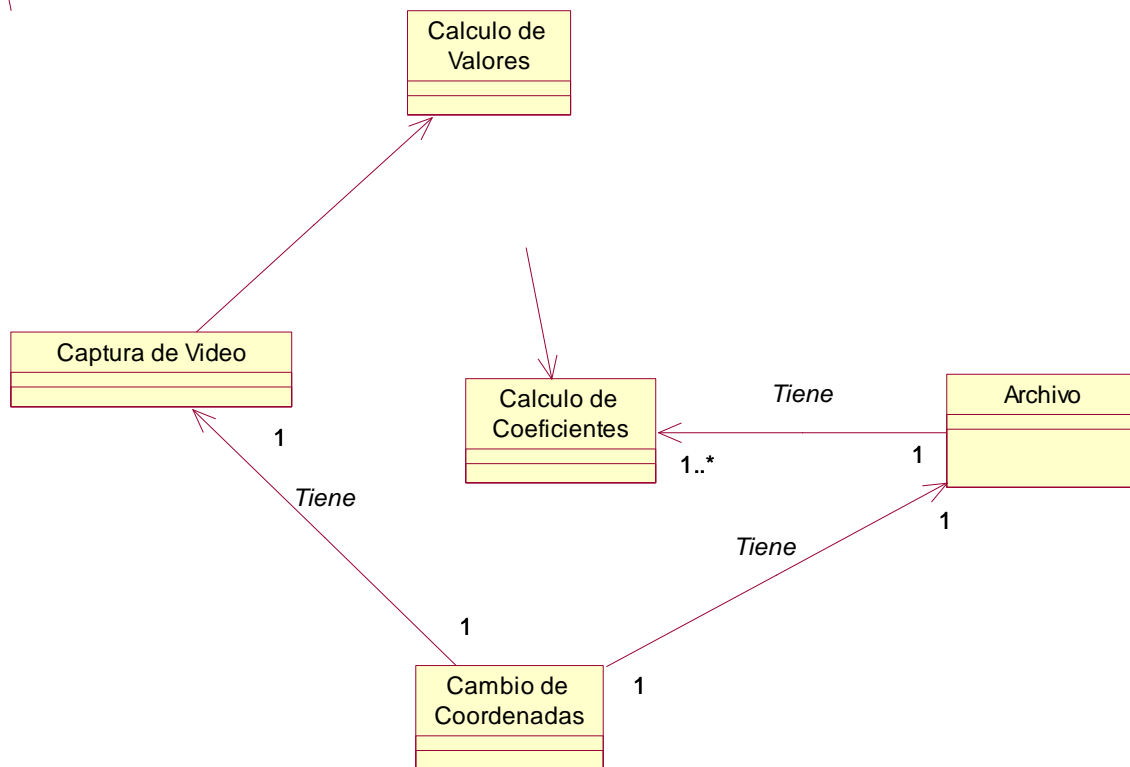 Calculo de
Valores
Captura de Video
1
Tiene
1
Calculo de
Coeficientes
Tiene
1..*
1
Archivo
1
Tiene
1
Cambio de
Coordenadas